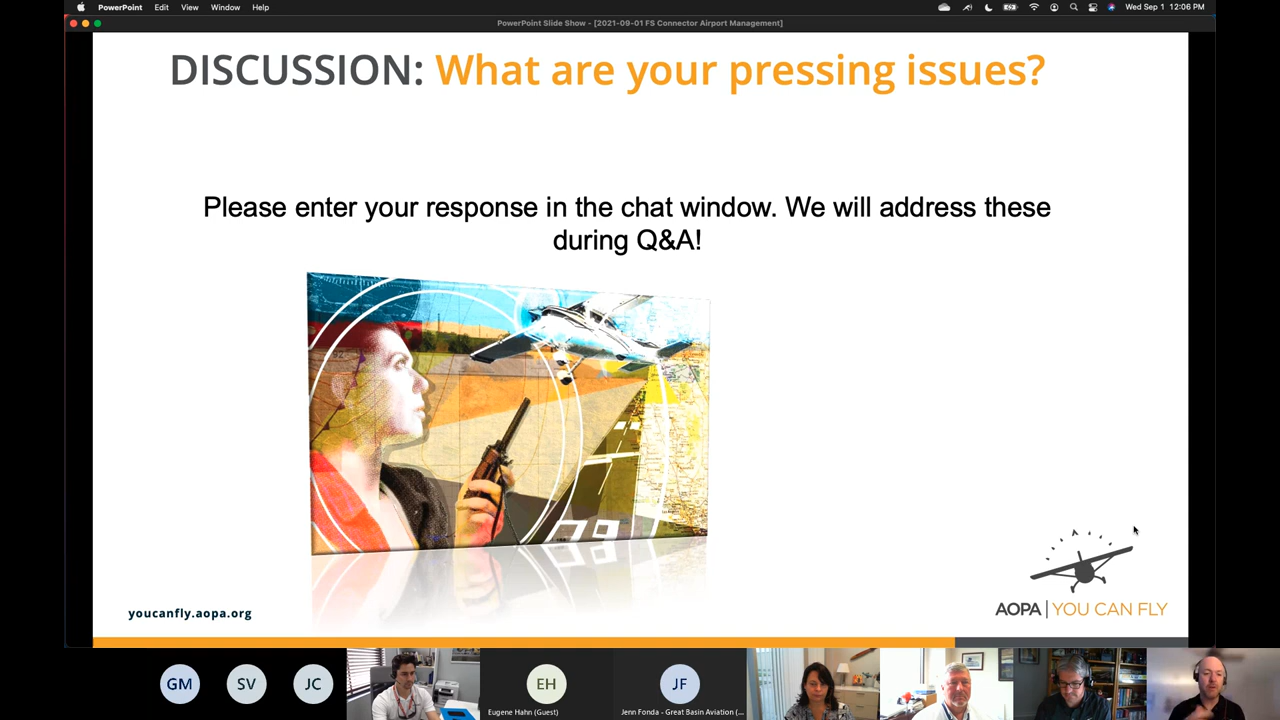 PowerPoint Edit View Window Help
Wed Sep 1 12:06 PM
PowerPoint Slide Show - [2021-09-01 FS Connector Airport Management]
DISCUSSION: What are your pressing issues?
Please enter your response in the chat window. We will address these
during Q&A!
79
youcanfly.aopa.org
AOPA | YOU CAN FLY
GM
SV
JC
EH
JF
Eugene Hahn (Guest)
Jenn Fonda - Great Basin Aviation (...